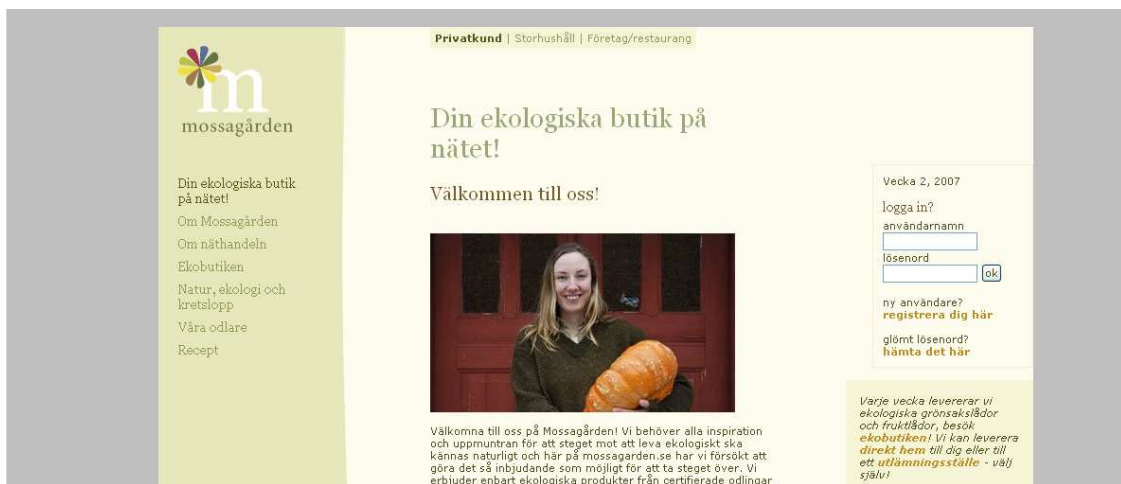 Privatkund | Storhushåll | Företag/restaurang
m
mossagården
Din ekologiska butik
på nätet!
Om Mossagården
Om näthandeln
Ekobutiken
Natur, ekologi och
kretslopp
Våra odlare
Recept
Din ekologiska butik på
nätet!
Välkommen till oss!
Välkomna till oss på Mossagården! Vi behöver alla inspiration
och uppmuntran för att steget mot att leva ekologiskt ska
kännas naturligt och här på mossagarden.se har vi försökt att
göra det så inbjudande som möjligt för att ta steget över. Vi
erbjuder enbart ekologiska produkter från certifierade odlingar
Vecka 2, 2007
logga in?
användarnamn
lösenord
ok
ny användare?
registrera dig här
glömt lösenord?
hämta det här
Varje vecka levererar vi
ekologiska grönsakslådor
och fruktlådor, besök
ekobutiken! Vi kan leverera
direkt hem till dig eller till
ett utlämningsställe - välj
själv!